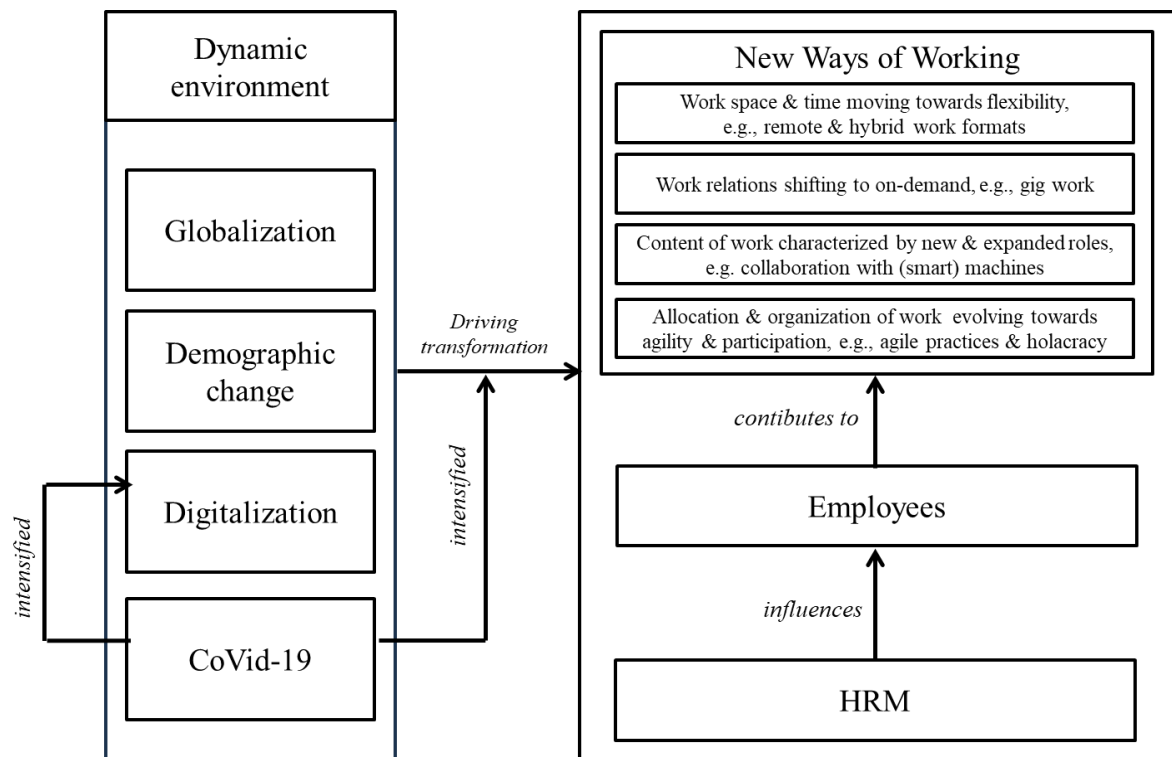 Dynamic
environment
Globalization
Demographic
change
Digitalization
CoVid-19
intensified
Driving
transformation
intensified
New Ways of Working
Work space & time moving towards flexibility,
e.g., remote & hybrid work formats
Work relations shifting to on-demand, e.g., gig work
Content of work characterized by new & expanded roles,
e.g. collaboration with (smart) machines
Allocation & organization of work evolving towards
agility & participation, e.g., agile practices & holacracy
contibutes to
Employees
influences
HRM